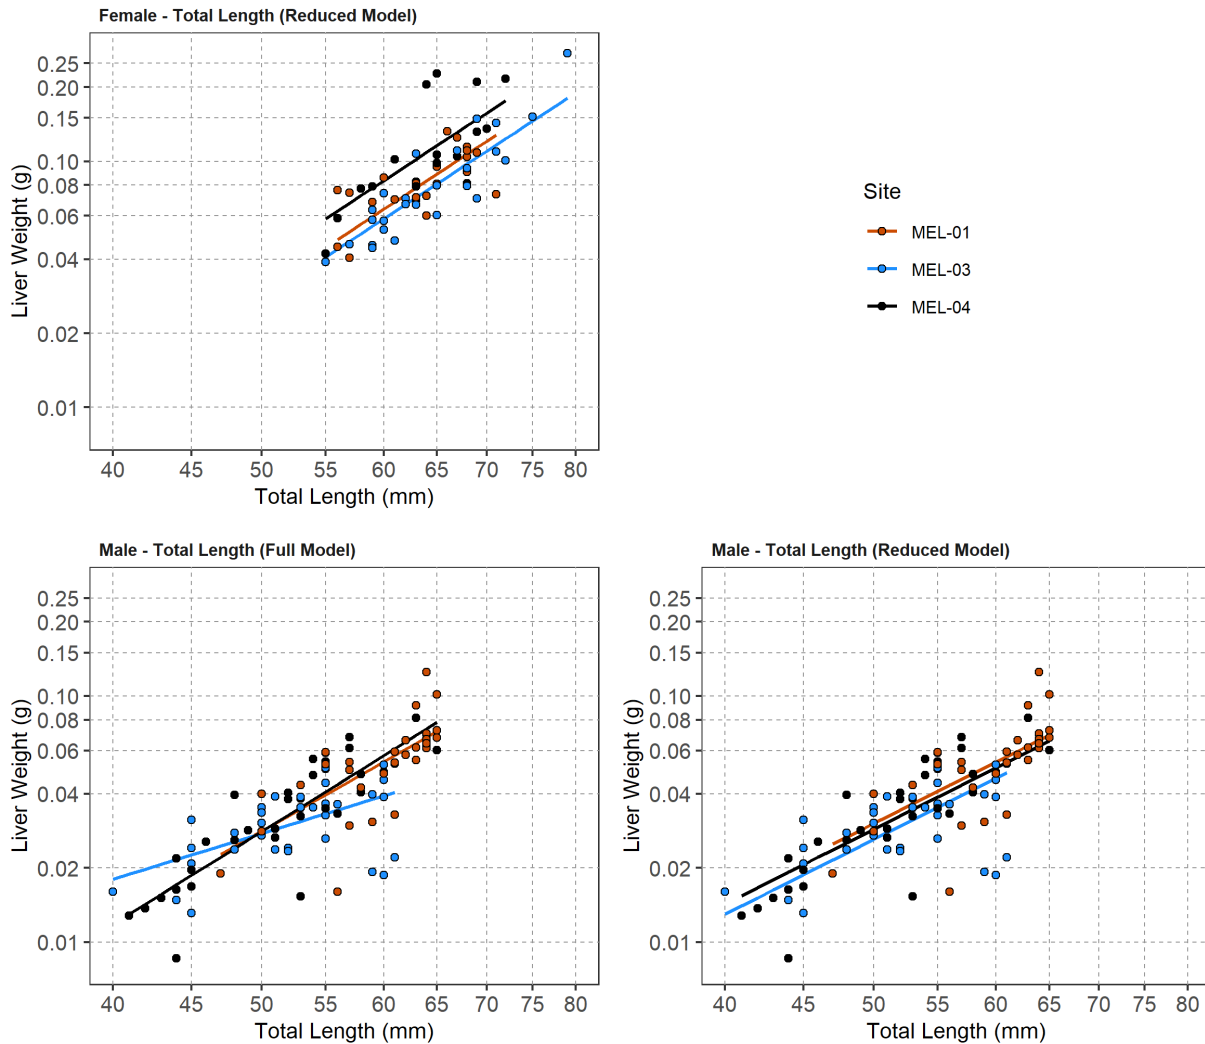 Female - Total Length (Reduced Model)
0.25
0.20
0.15
0.10
0.08
0.06
0.04
0.02
0.01
Liver Weight (g)
40 45 50 55 60 65 70 75 80
Total Length (mm)
Site
MEL-01
MEL-03
MEL-04
Male - Total Length (Full Model)
0.25
0.20
0.15
0.10
0.08
0.06
0.04
0.02
0.01
Liver Weight (g)
40 45 50 55 60 65 70 75 80
Total Length (mm)
Male - Total Length (Reduced Model)
0.25
0.20
0.15
0.10
0.08
0.06
0.04
0.02
0.01
Liver Weight (g)
40 45 50 55 60 65 70 75 80
Total Length (mm)